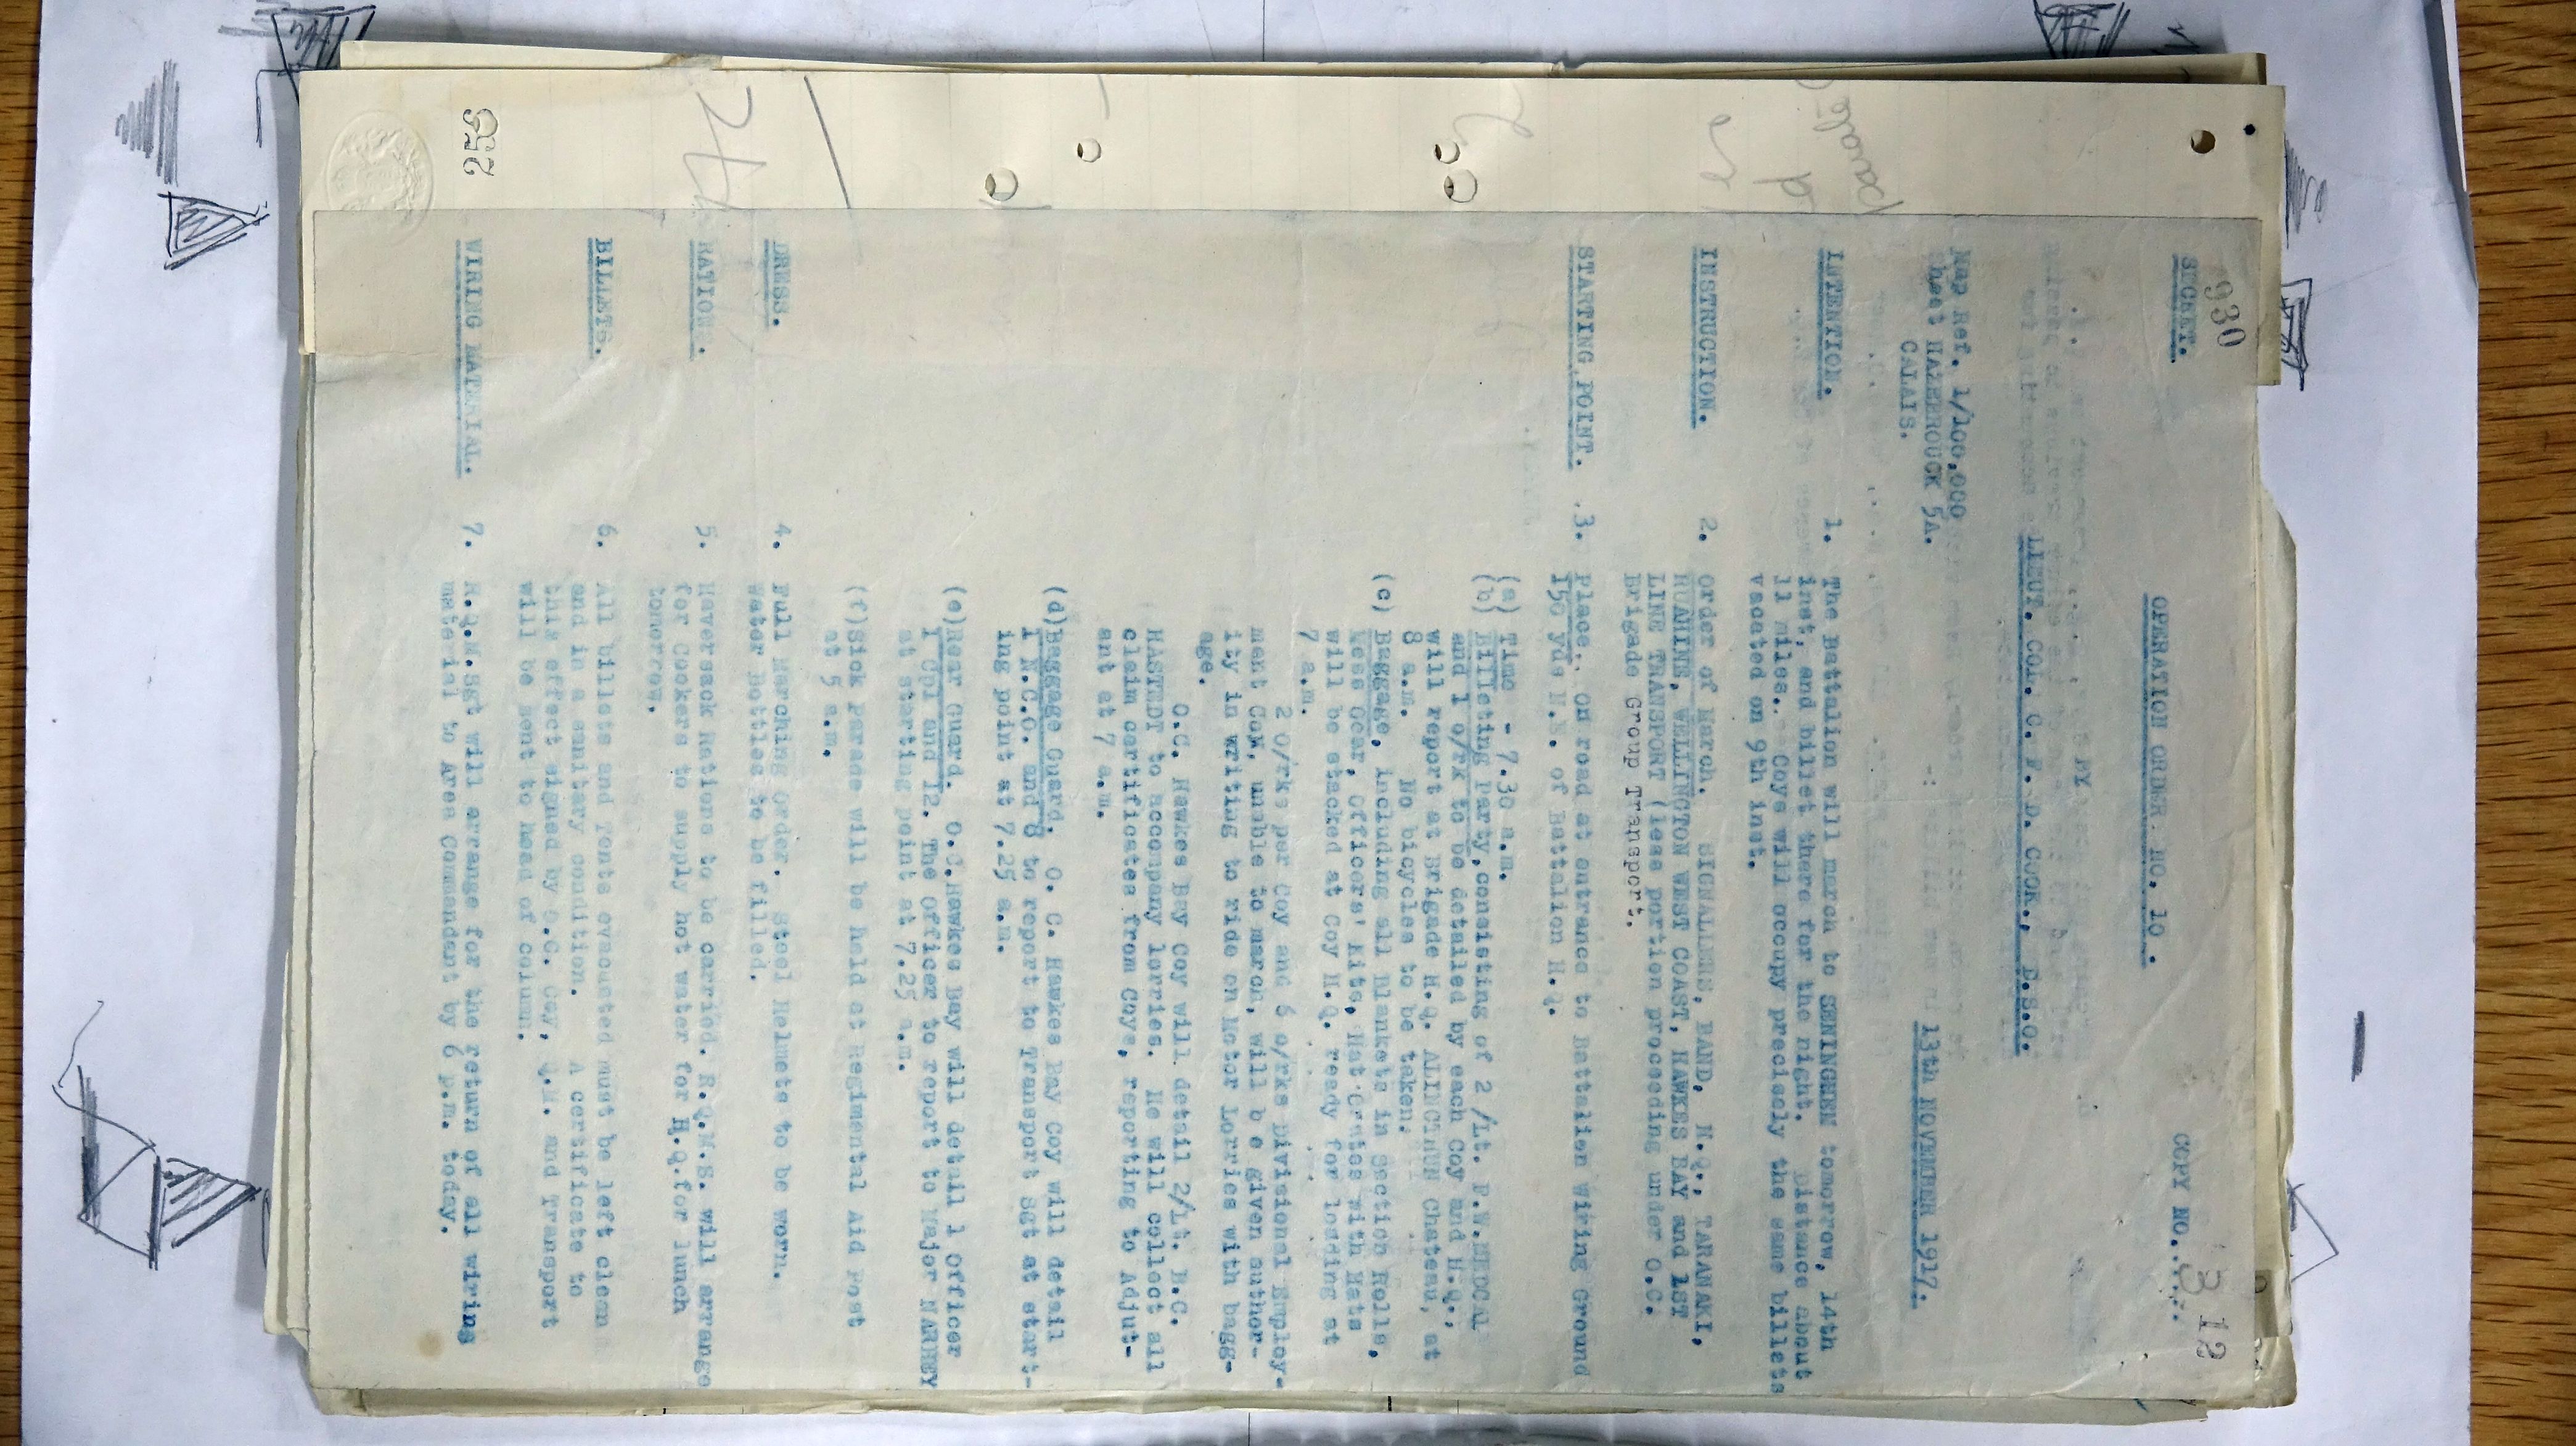 930
SECRET.
COPY NO..... 3
12
OPERATION ORDER NO. 10.
BY
LIEUT. COL. C. F. D. COOK., D.S.O.
Map Ref. 1/100,000
Sheet HAZEBROUCK 5A.
CALAIS.
13th NOVEMBER 1917.
INTENTION. 1. The Battalion will march to SENINGHEM tomorrow, 14th
inst, and billet there for the night. Distance about
11 miles.. Coys will occupy precisely the same billets
vacated on 9th inst.
INSTRUCTION. 2. Order of March. SIGNALLERS, BAND, H.Q., TARANAKI,
RUAHINE, WELLINGTON WEST COAST, HAWKES BAY and 1ST
LINE TRANSPORT (less portion proceeding under O.C.
Brigade Group Transport.
STARTING POINT. .3. Place. On road at entrance to Battalion Wiring Ground
150 yds N.E. of Battalion H.Q.
(a) Time - 7.30 a.m.
(b) Billeting Party, consisting of 2/Lt. F.W.MEDCAL
and 1 o/rk to be detailed by each Coy and H.Q.,
will report at Brigade H.Q. Chateau, at
8 a.m. No bicycles to be taken.
(c) Baggage, including all Blankets in Section Rolls,
Mess Gear, Officers' Kits, Hat Crates with Hats
will be stacked at Coy H.Q. ready for loading at
7 a.m.
2 O/rks per Coy and 6 o/rks Divisional Employ-
ment Coy, unable to march, will b e given author-
ity in writing to ride on Motor Lorries with bagg-
age.
O.C. Hawkes Bay Coy will detail 2/Lt. B.C.
HASTEDT to accompany lorries. He will collect all
claim certificates from Coys, reporting to Adjut-
ant at 7 a.m.
(d)Baggage Guard. O. C. Hawkes Bay Coy will detail
1 N.C.O. and 8 to report to Transport Sgt at start-
ing point at 7.25 a.m.
(e)Rear Guard. O.C.Hawkes Bay will detail 1 Officer
1 Cpl and 12. The Officer to report to Major NARBEY
at starting point at 7.25 a.m.
(f)Sick Parade will be held at Regimental Aid Post
at 5 a.m.
DRESS. 4. Full Marching Order. Steel Helmets to be worn.
Water Bottles to be filled.
RATIONS. 5. Haversack Rations to be carried. R.Q.M.S. will arrange
for Cookers to supply hot water for H.Q.for lunch
tomorrow.
BILLETS. 6. All billets and Tents evacuated must be left clean
and in a sanitary condition. A certificate to
this effect signed by O.C. Coy, Q.M. and Transport
will be sent to head of column.
WIRING MATERIAL. 7. R.Q.M.Sgt will arrange for the return of all wiring
material to Area Commandant by 6 p.m. today.
256